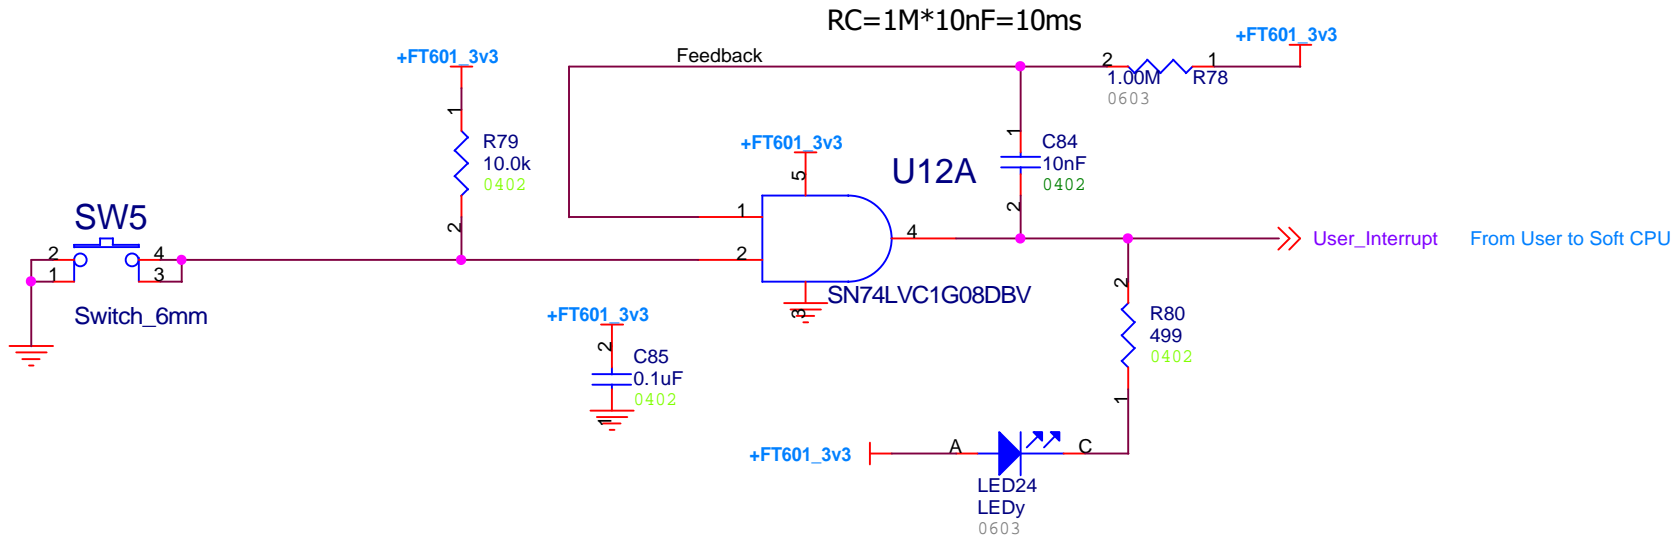 RC=1M*10nF=10ms
+FT601_3v3
+FT601_3v3
Feedback
2
1
1.00M
R78
0603
1
R79
10.0k
0402
2
+FT601_3v3
5
U12A
1
C84
10nF
0402
2
SW5
2
4
1
3
Switch_6mm
1
2
4
3
SN74LVC1G08DBV
User_Interrupt
From User to Soft CPU
+FT601_3v3
2
C85
0.1uF
0402
1
2
R80
499
0402
1
+FT601_3v3
A
C
LED24
LEDy
0603